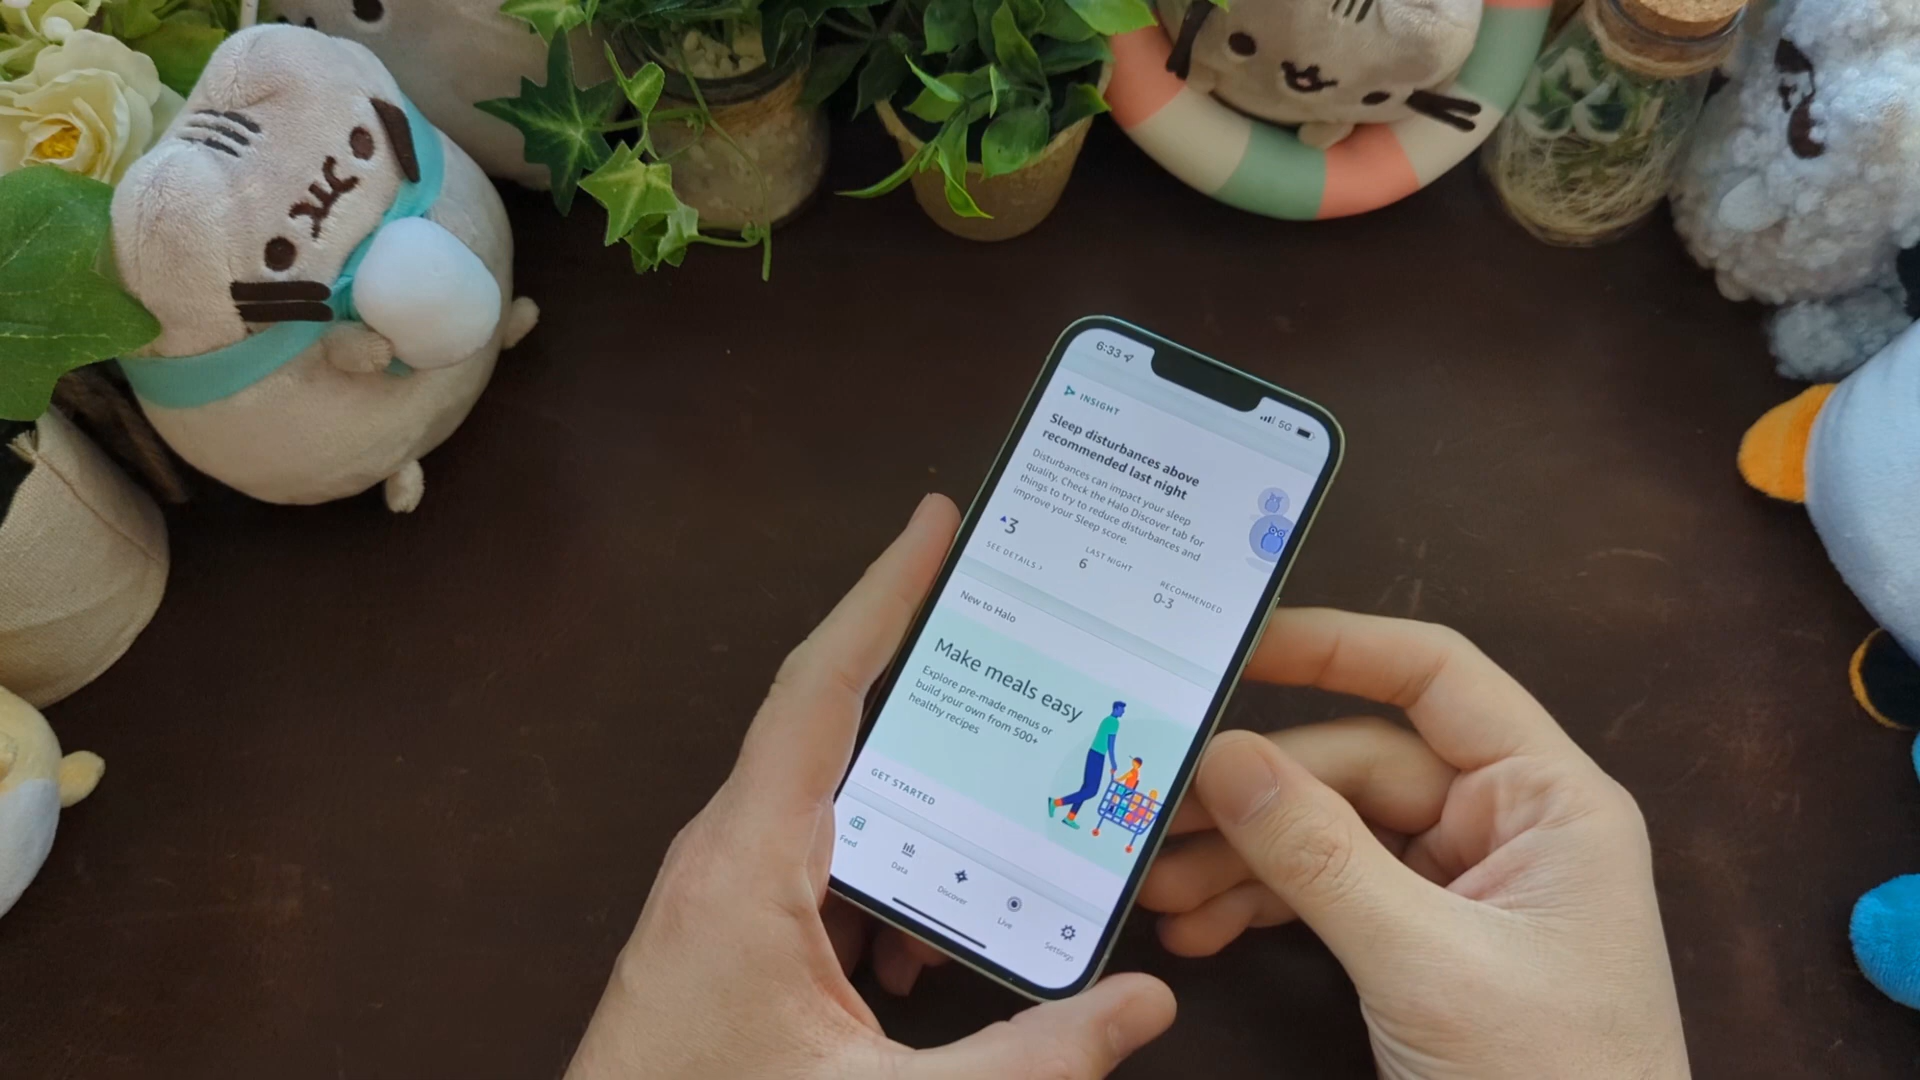 6:33
5G
INSIGHT
Sleep disturbances above
recommended last night
Disturbances can impact your sleep
quality. Check the Halo Discover tab for
things to try to reduce disturbances and
improve your Sleep score.
3
SEE DETAILS
LAST NIGHT
6
RECOMMENDED
0-3
New to Halo
Make meals easy
Explore pre-made menus or
build your own from 500+
healthy recipes
GET STARTED
Feed
Data
Discover
Live
Settings